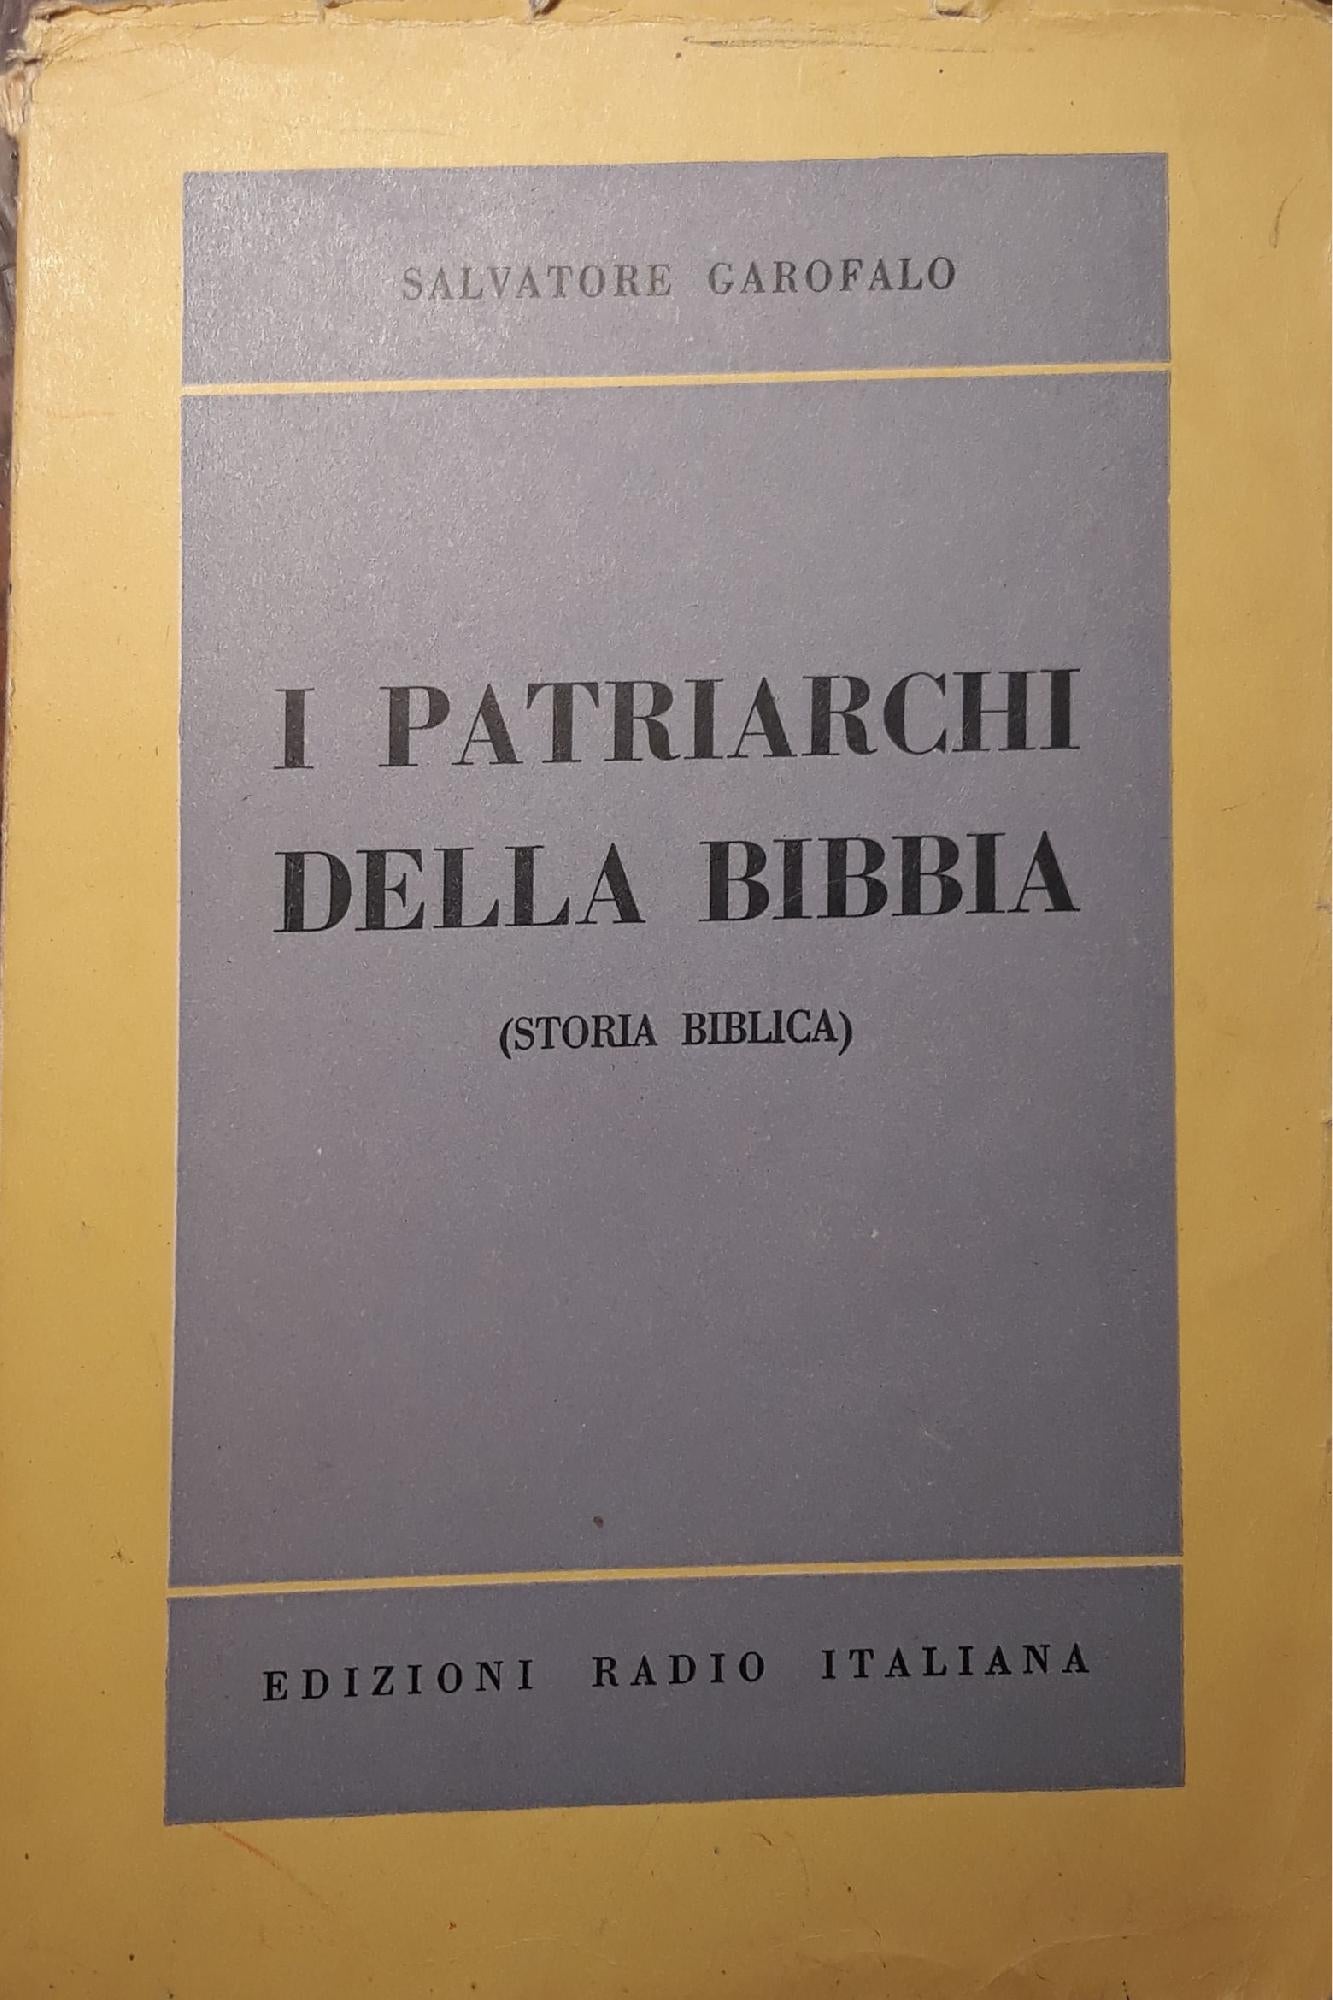 SALVATORE GAROFALO
I PATRIARCHI
DELLA BIBBIA
(STORIA BIBLICA)
EDIZIONI RADIO ITALIANA